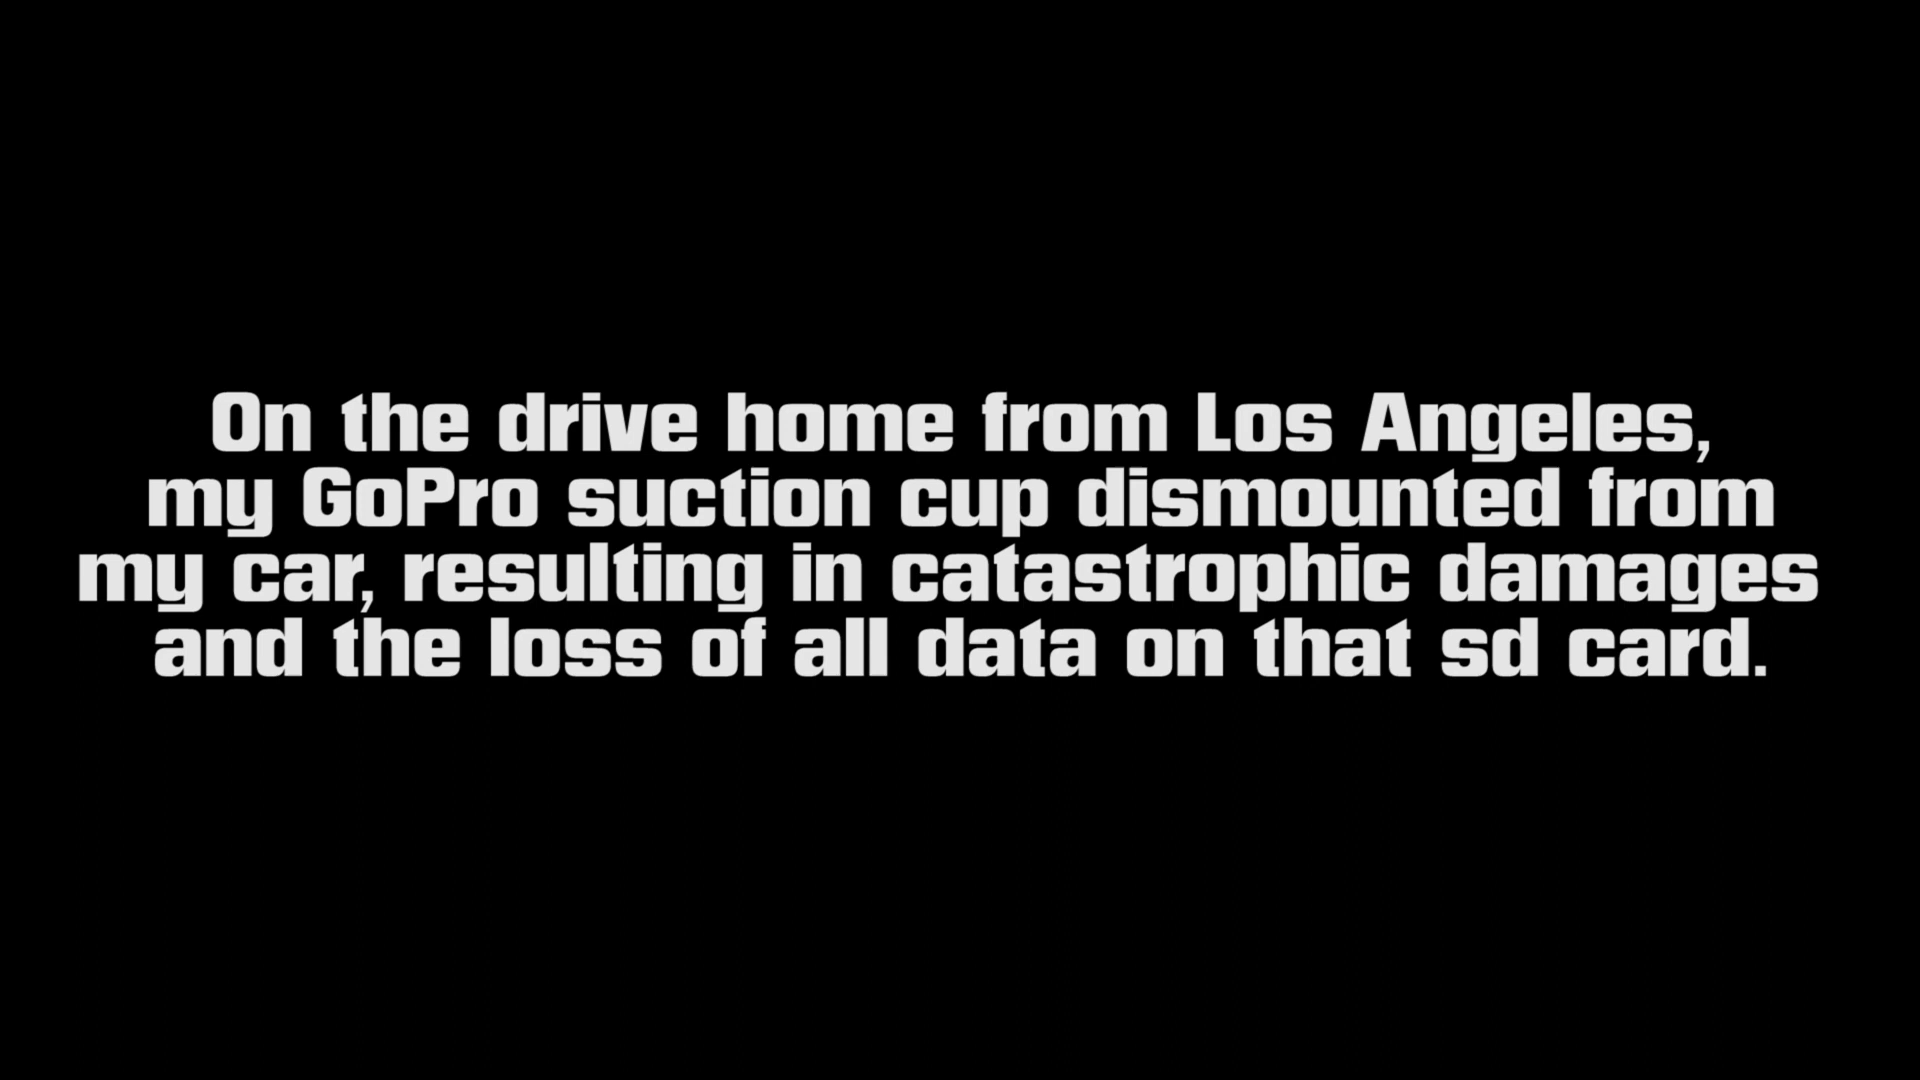 On the drive home from Los Angeles,
my GoPro suction cup dismounted from
my car, resulting in catastrophic damages
and the loss of all data on that sd card.